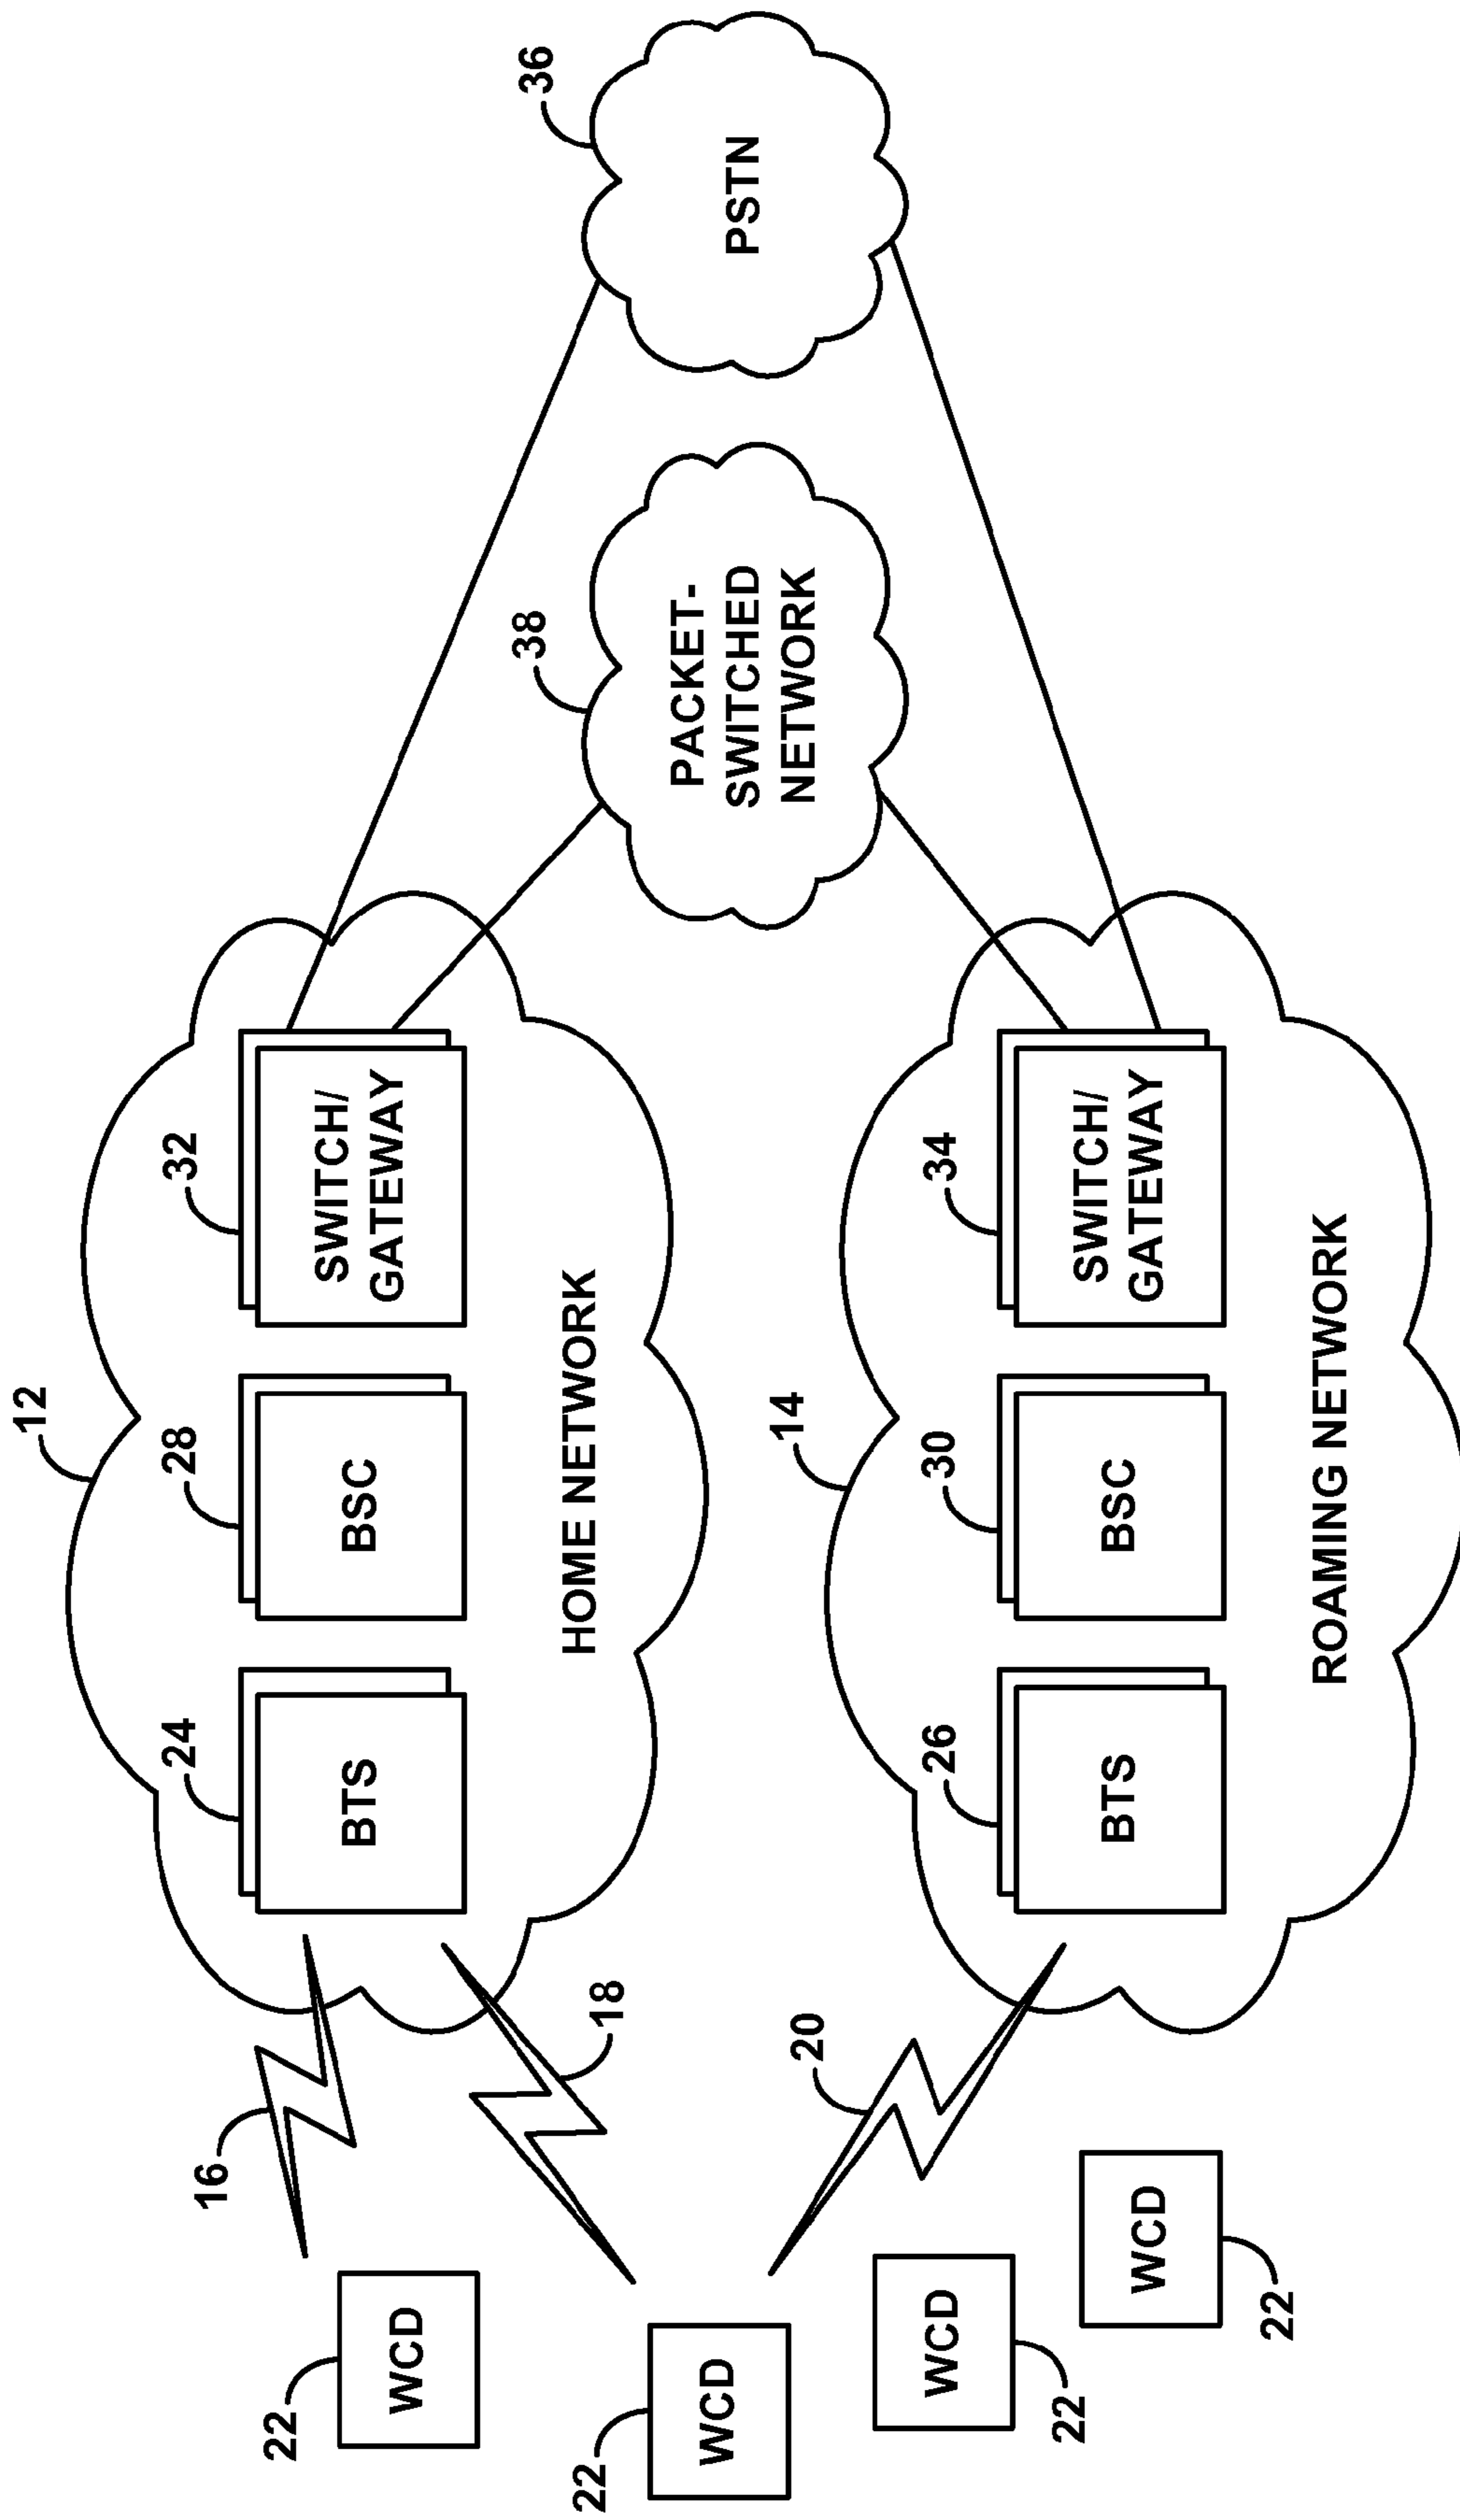 12
24
BTS
28
BSC
32
SWITCH/
GATEWAY
HOME NETWORK
36
PSTN
38
PACKET-
SWITCHED
NETWORK
16
18
20
22
WCD
22
WCD
WCD
22
WCD
22
14
26
BTS
30
BSC
34
SWITCH/
GATEWAY
ROAMING NETWORK